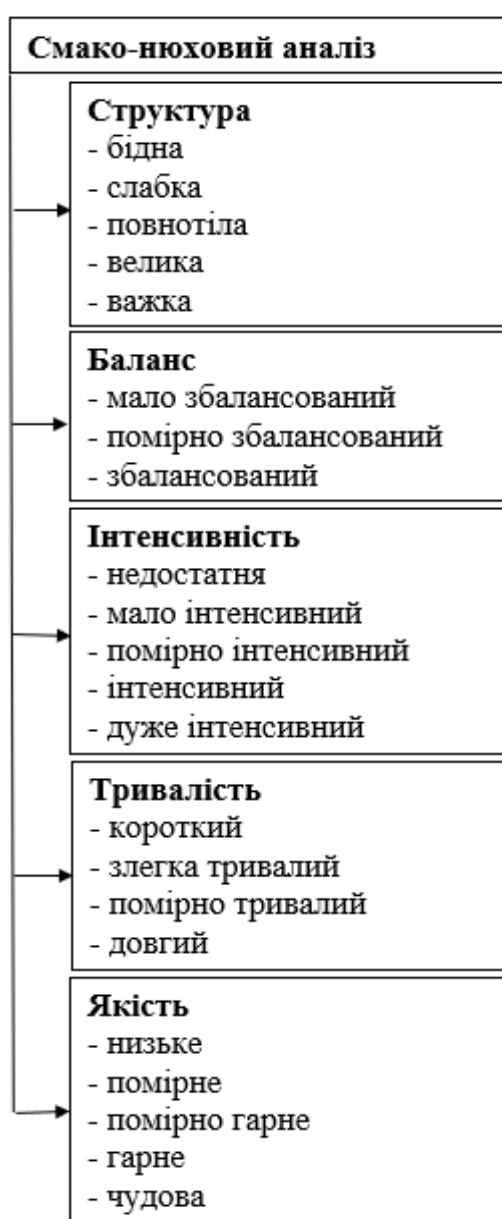 Смако-нюховий аналіз
Структура
- бідна
- слабка
- повнотіла
- велика
- важка
Баланс
- мало збалансований
- помірно збалансований
- збалансований
Інтенсивність
- недостатня
- мало інтенсивний
- помірно інтенсивний
- інтенсивний
- дуже інтенсивний
Тривалість
- короткий
- злегка тривалий
- помірно тривалий
- довгий
Якість
- низьке
- помірне
- помірно гарне
- гарне
- чудова